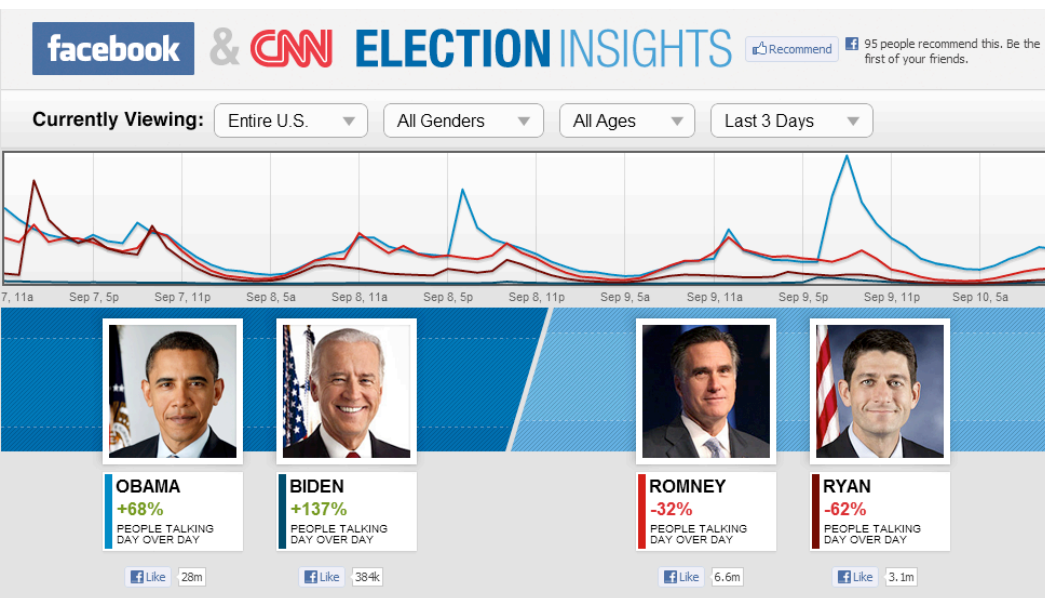 facebook & CNN ELECTION INSIGHTS
Recommend
95 people recommend this. Be the
first of your friends.
Currently Viewing: Entire U.S. All Genders All Ages Last 3 Days
7, 11a Sep 7, 5p Sep 7, 11p Sep 8, 5a Sep 8, 11a Sep 8, 5p Sep 8, 11p Sep 9, 5a Sep 9, 11a Sep 9, 5p Sep 9, 11p Sep 10, 5a
OBAMA
+68%
PEOPLE TALKING
DAY OVER DAY
Like 28m
BIDEN
+137%
PEOPLE TALKING
DAY OVER DAY
Like 384k
ROMNEY
-32%
PEOPLE TALKING
DAY OVER DAY
Like 6.6m
RYAN
-62%
PEOPLE TALKING
DAY OVER DAY
Like 3.1m